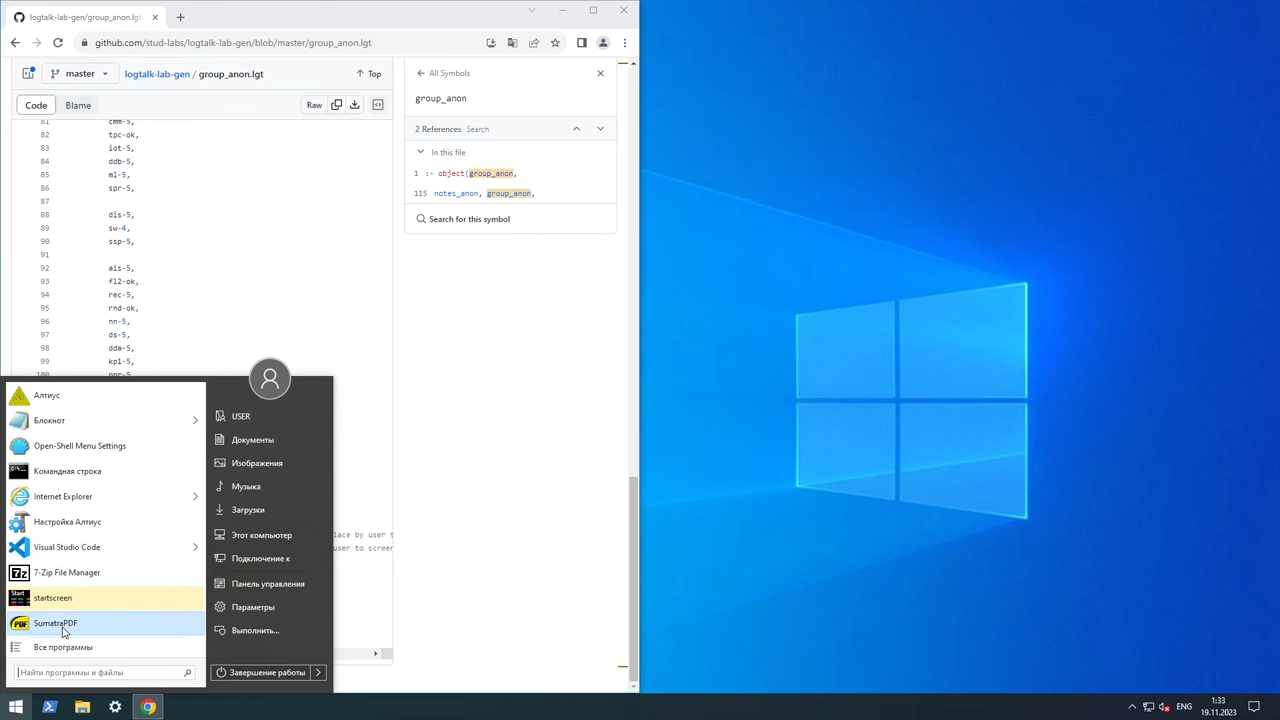 logtalk-lab-gen/group_anon.lgt
github.com/stud-labs/logtalk-lab-gen/blob/master/group_anon.lgt
master
logtalk-lab-gen / group_anon.lgt
Top
Code
Blame
Raw
81 cmm-5,
82 tpc-ok,
83 iot-5,
84 ddb-5,
85 ml-5,
86 spr-5,
87
88 dis-5,
89 sw-4,
90 ssp-5,
91
92 ais-5,
93 fl2-ok,
94 rec-5,
95 rnd-ok,
96 nn-5,
97 ds-5,
98 dda-5,
99 kp1-5,
100
lace by user t
user to screen
All Symbols
group_anon
2 References Search
In this file
1 :- object(group_anon,
115 notes_anon, group_anon,
Search for this symbol
Алтиус
Блокнот
Open-Shell Menu Settings
Командная строка
Internet Explorer
Настройка Алтиус
Visual Studio Code
7-Zip File Manager
startscreen
SumatraPDF
Все программы
Найти программы и файлы
USER
Документы
Изображения
Музыка
Загрузки
Этот компьютер
Подключение к
Панель управления
Параметры
Выполнить...
Завершение работы
ENG
1:33
19.11.2023